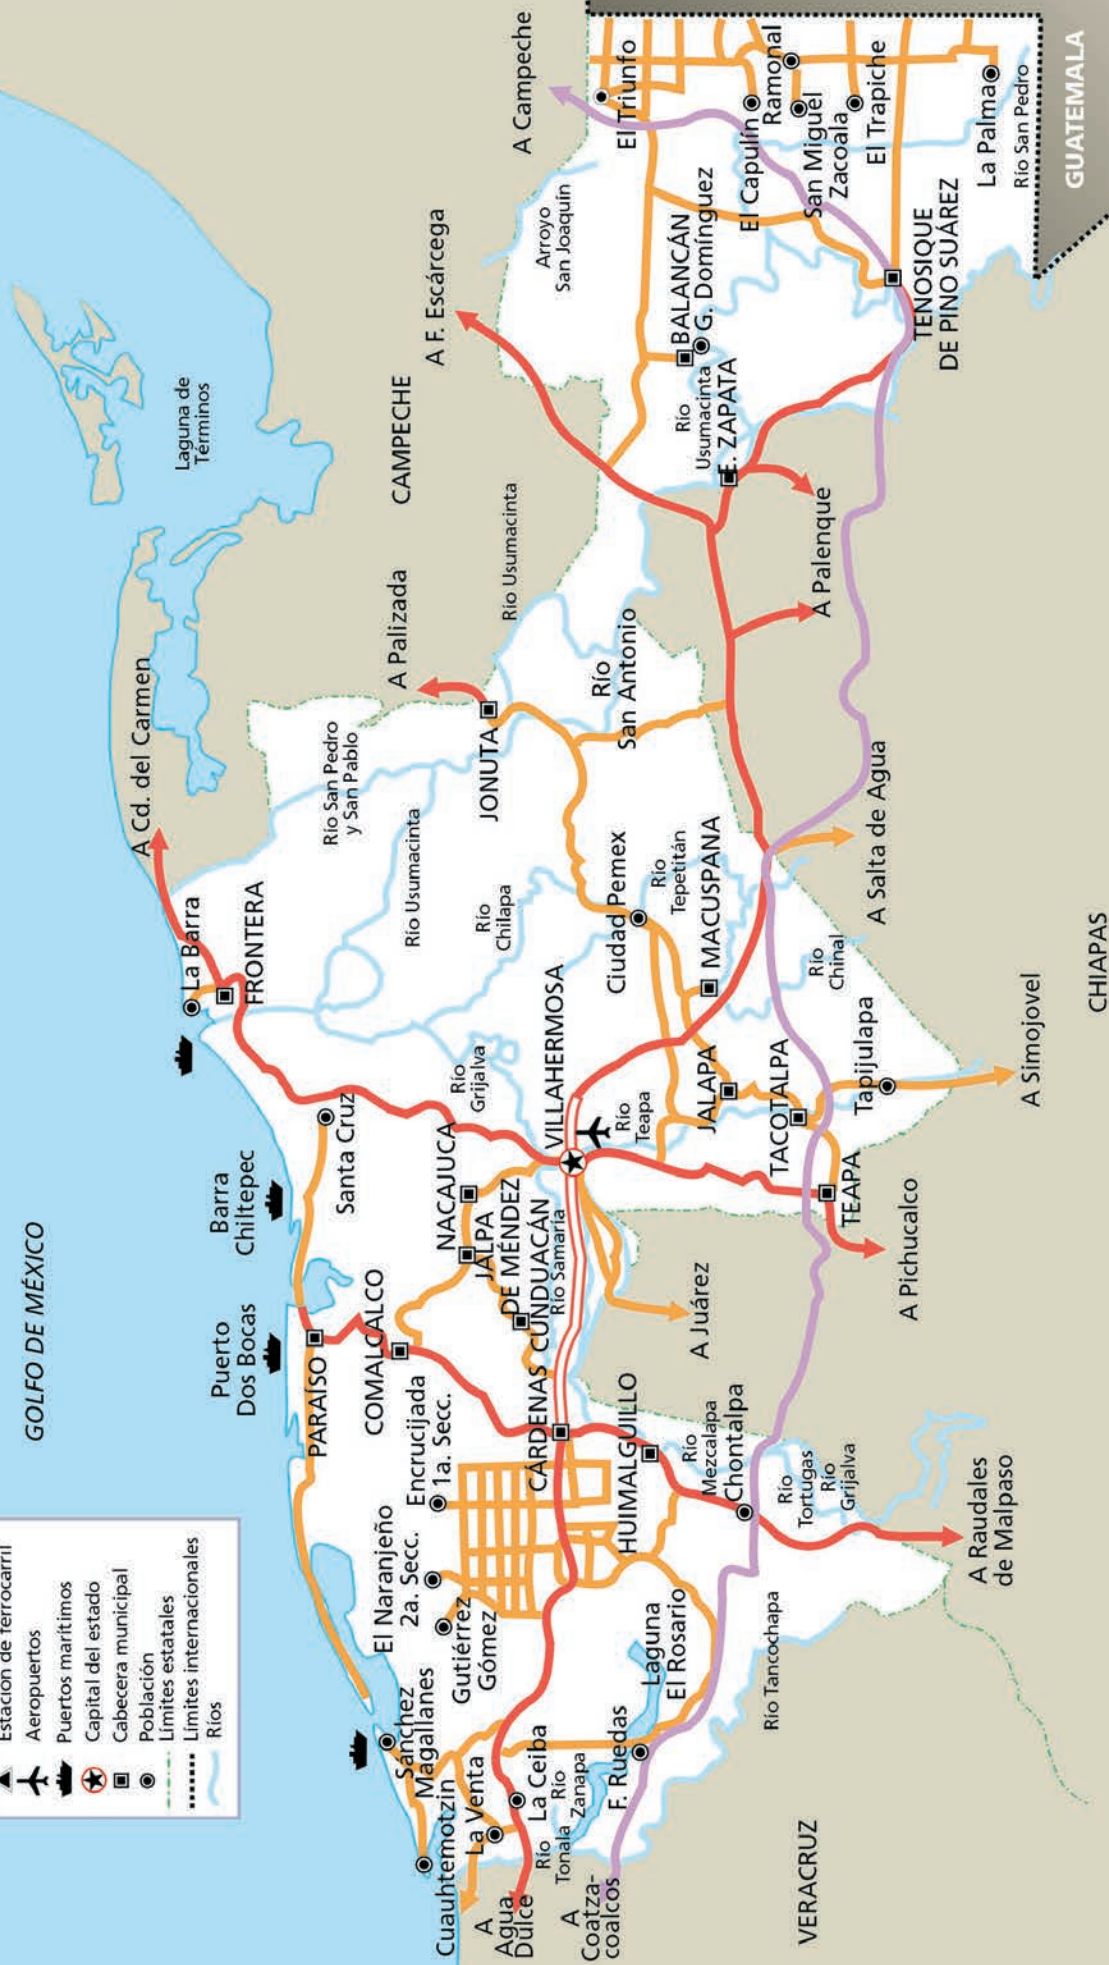 GOLFO DE MÉXICO
Estación de ferrocarril
Aeropuertos
Puertos marítimos
Capital del estado
Cabecera municipal
Población
Límites estatales
Límites internacionales
Ríos
Puerto
Dos Bocas
Barra
Chiltepec
La Barra
FRONTERA
A Cd. del Carmen
Laguna de
Términos
CAMPECHE
A F. Escárcega
A Campeche
A Palizada
Río San Pedro
y San Pablo
Río Usumacinta
Río Usumacinta
Arroyo
San Joaquín
El Triunfo
El Capulín
Ramonal
San Miguel
Zacoala
El Trapiche
La Palma
Río San Pedro
GUATEMALA
BALANCÁN
G. Domínguez
Río
Usumacinta
E. ZAPATA
TENOSIQUE
DE PINO SUÁREZ
A Palenque
A Palenque
JONUTA
Río
San Antonio
Río
Chilapa
Ciudad Pemex
Río
Tepetitán
MACUSPANA
A Salta de Agua
Río
Chinal
Santa Cruz
Río
Grijalva
VILLAHERMOSA
Río
Teapa
JALAPA
TACOTALPA
Tapijulapa
TEAPA
A Simojovel
CHIAPAS
A Pichucalco
A Juárez
NACAJUCA
JALPA
DE MÉNDEZ
CUNDUACÁN
Río Samaria
PARAÍSO
COMALCALCO
Encrucijada
1a. Secc.
CÁRDENAS
HUIMALGUILLO
Río
Mezcalapa
Chontalpa
Río
Tortugas
Río
Grijalva
A Raudales
de Malpaso
El Naranjeño
2a. Secc.
Gutiérrez
Gómez
Sánchez
Magallanes
Cuauhtemotzín
La Venta
La Ceiba
Río
Tonala
Río
Zanapa
F. Ruedas
Laguna
El Rosario
Río Tancochapa
A
Agua
Dulce
A
Coatza-
coalcos
VERACRUZ